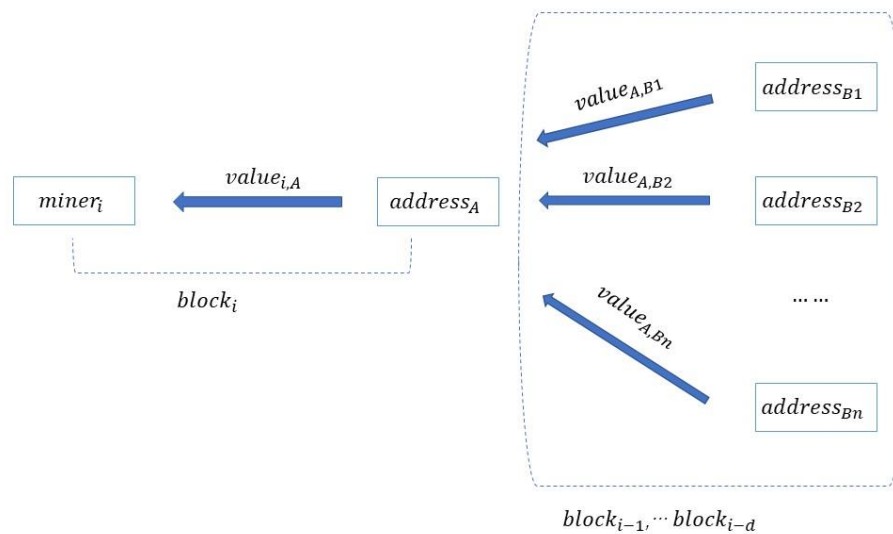 value_{A,B1}
address_{B1}
miner_i
value_{i,A}
address_A
value_{A,B2}
address_{B2}
block_i
value_{A,Bn}
... ...
address_{Bn}
block_{i-1}, ⋯ block_{i-d}